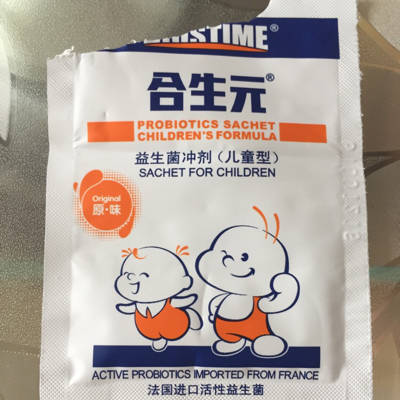 合生元®
PROBIOTICS SACHET
CHILDREN'S FORMULA
益生菌冲剂（儿童型）
SACHET FOR CHILDREN
Original
原·味
ACTIVE PROBIOTICS IMPORTED FROM FRANCE
法国进口活性益生菌